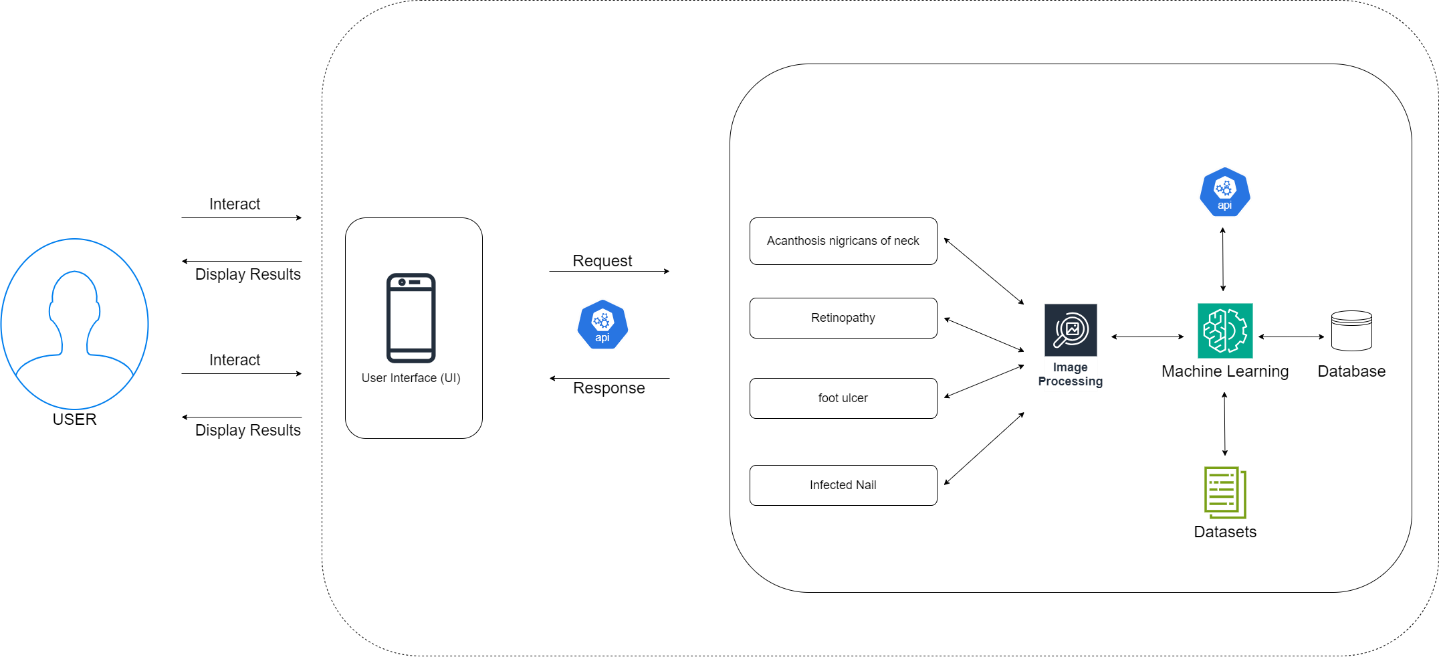 Interact
Display Results
Interact
Display Results
USER
User Interface (UI)
Request
api
Response
Acanthosis nigricans of neck
Retinopathy
foot ulcer
Infected Nail
Image
Processing
api
Machine Learning
Database
Datasets